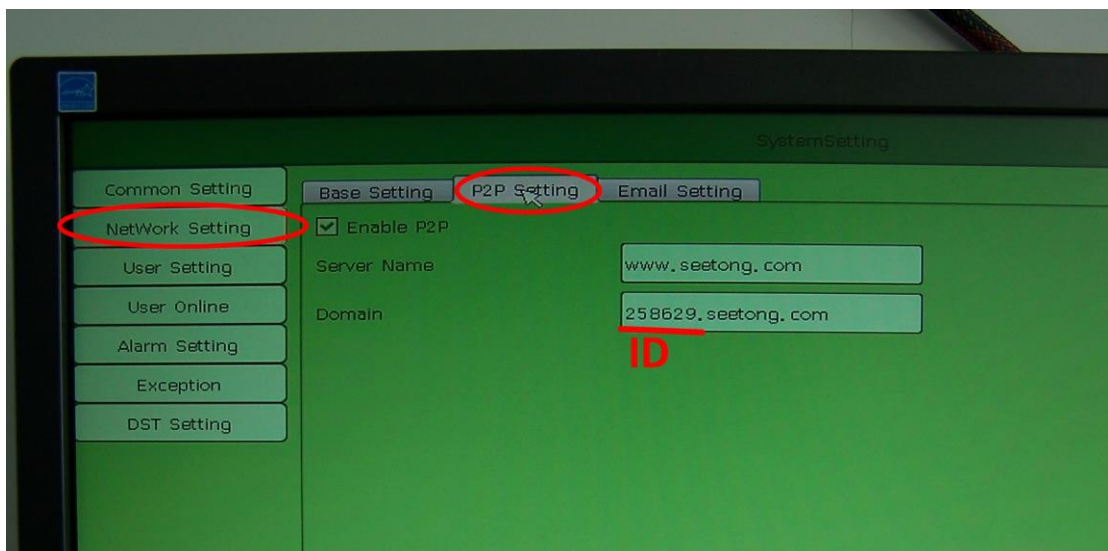 SystemSetting
Common Setting
Base Setting P2P Setting Email Setting
NetWork Setting
Enable P2P
User Setting
Server Name
www.seetong.com
User Online
Domain
258629.seetong.com
ID
Alarm Setting
Exception
DST Setting